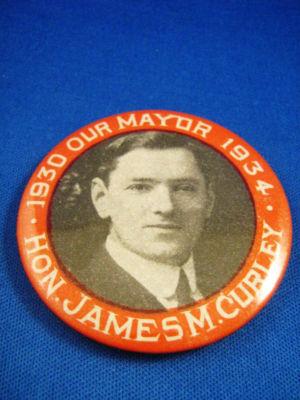 · 1930 OUR MAYOR 1934 ·
HON. JAMES M. CURLEY